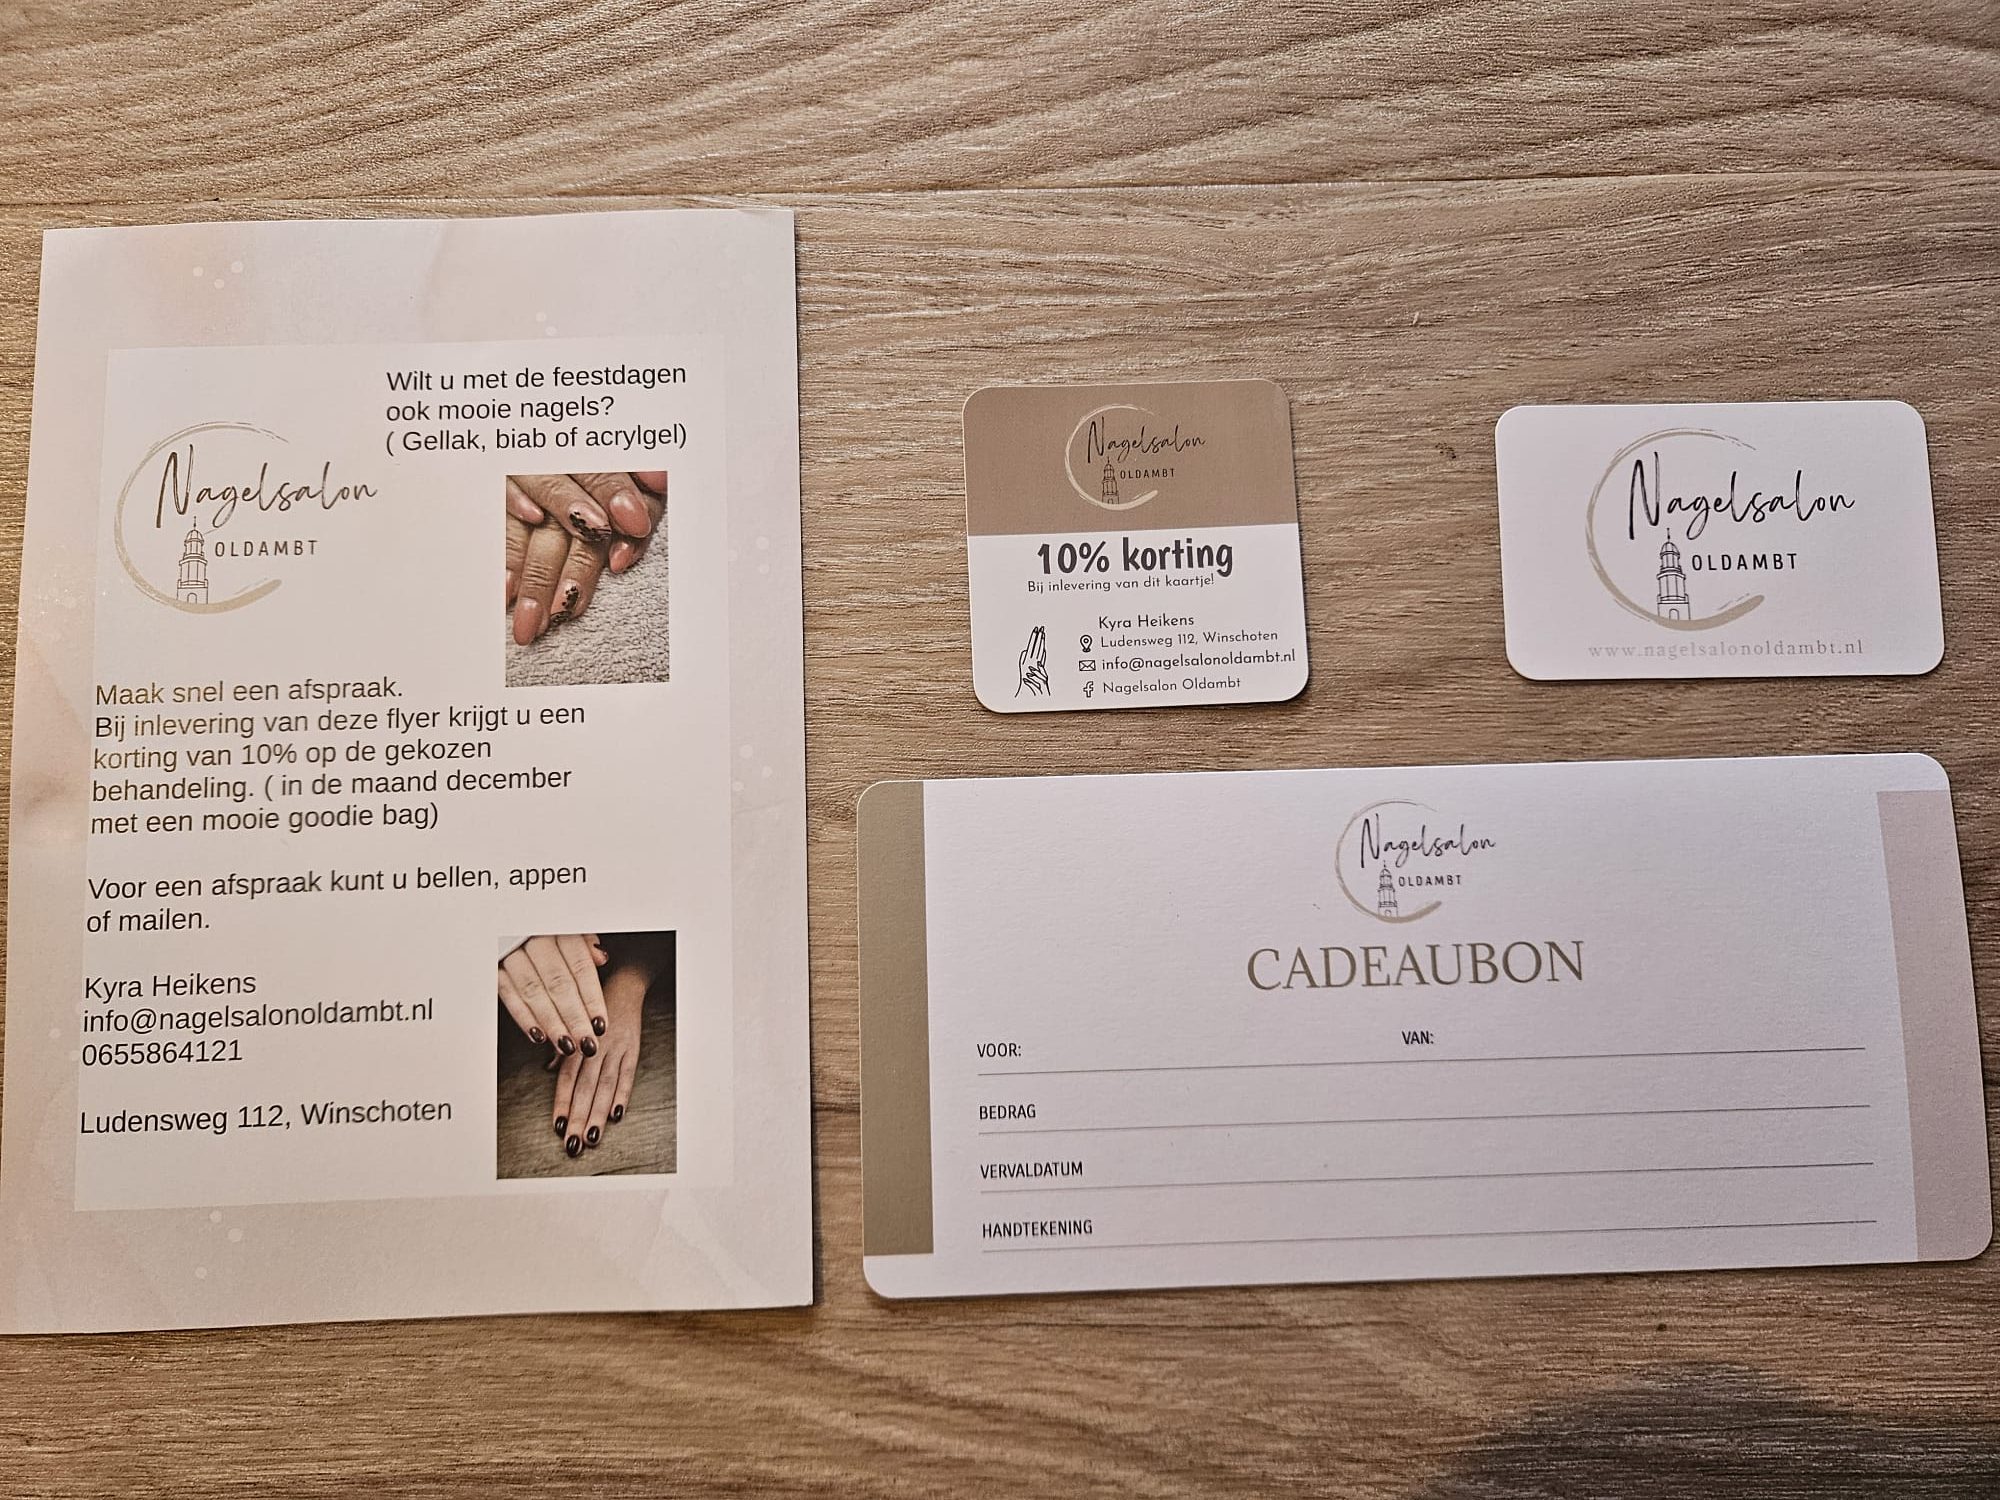 Wilt u met de feestdagen
ook mooie nagels?
( Gellak, biab of acrylgel)
Nagelsalon
OLDAMBT
Maak snel een afspraak.
Bij inlevering van deze flyer krijgt u een
korting van 10% op de gekozen
behandeling. ( in de maand december
met een mooie goodie bag)
Voor een afspraak kunt u bellen, appen
of mailen.
Kyra Heikens
info@nagelsalonoldambt.nl
0655864121
Ludensweg 112, Winschoten
Nagelsalon
OLDAMBT
10% korting
Bij inlevering van dit kaartje!
Kyra Heikens
Ludensweg 112, Winschoten
info@nagelsalonoldambt.nl
Nagelsalon Oldambt
Nagelsalon
OLDAMBT
www.nagelsalonoldambt.nl
Nagelsalon
OLDAMBT
CADEAUBON
VOOR: VAN:
BEDRAG
VERVALDATUM
HANDTEKENING